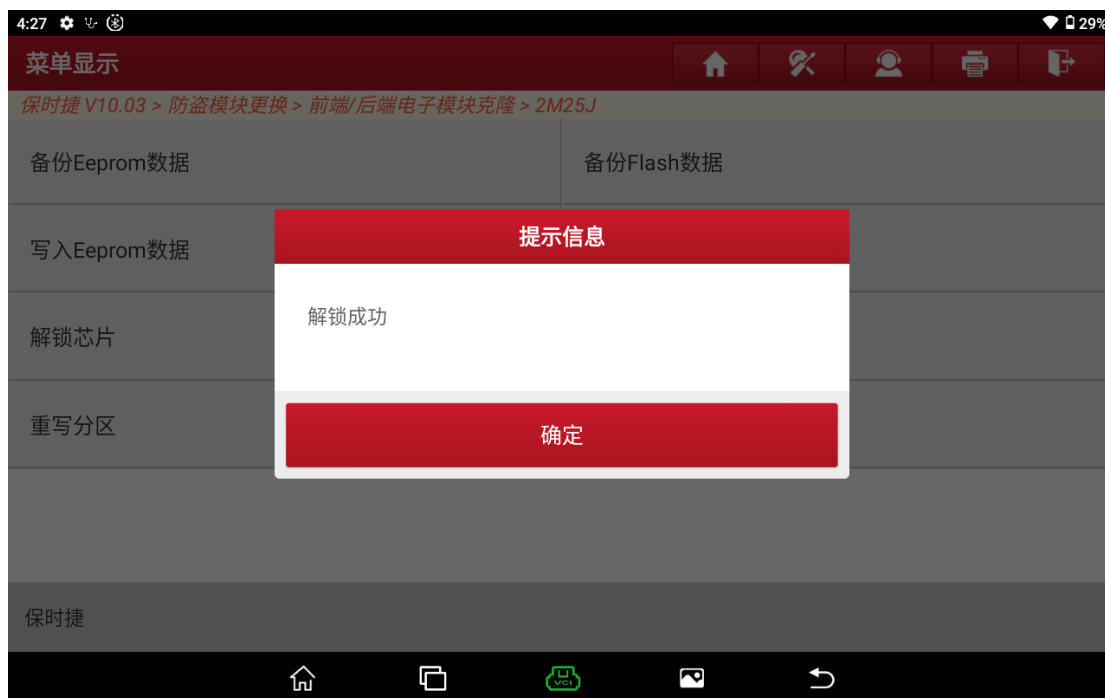 4:27
29%
菜单显示
保时捷 V10.03 > 防盗模块更换 > 前端/后端电子模块克隆 > 2M25J
备份Eeprom数据
备份Flash数据
写入Eeprom数据
提示信息
解锁成功
解锁芯片
重写分区
确定
保时捷
VCI